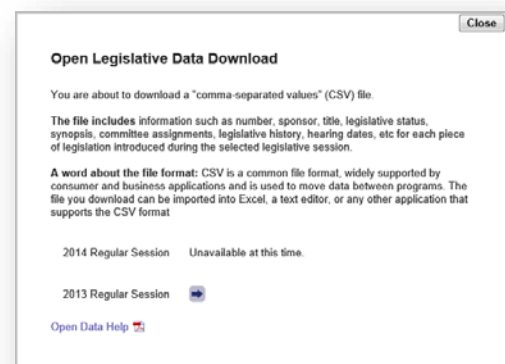 Close
Open Legislative Data Download
You are about to download a "comma-separated values" (CSV) file.
The file includes information such as number, sponsor, title, legislative status,
synopsis, committee assignments, legislative history, hearing dates, etc for each piece
of legislation introduced during the selected legislative session.
A word about the file format: CSV is a common file format, widely supported by
consumer and business applications and is used to move data between programs. The
file you download can be imported into Excel, a text editor, or any other application that
supports the CSV format
2014 Regular Session Unavailable at this time.
2013 Regular Session
Open Data Help